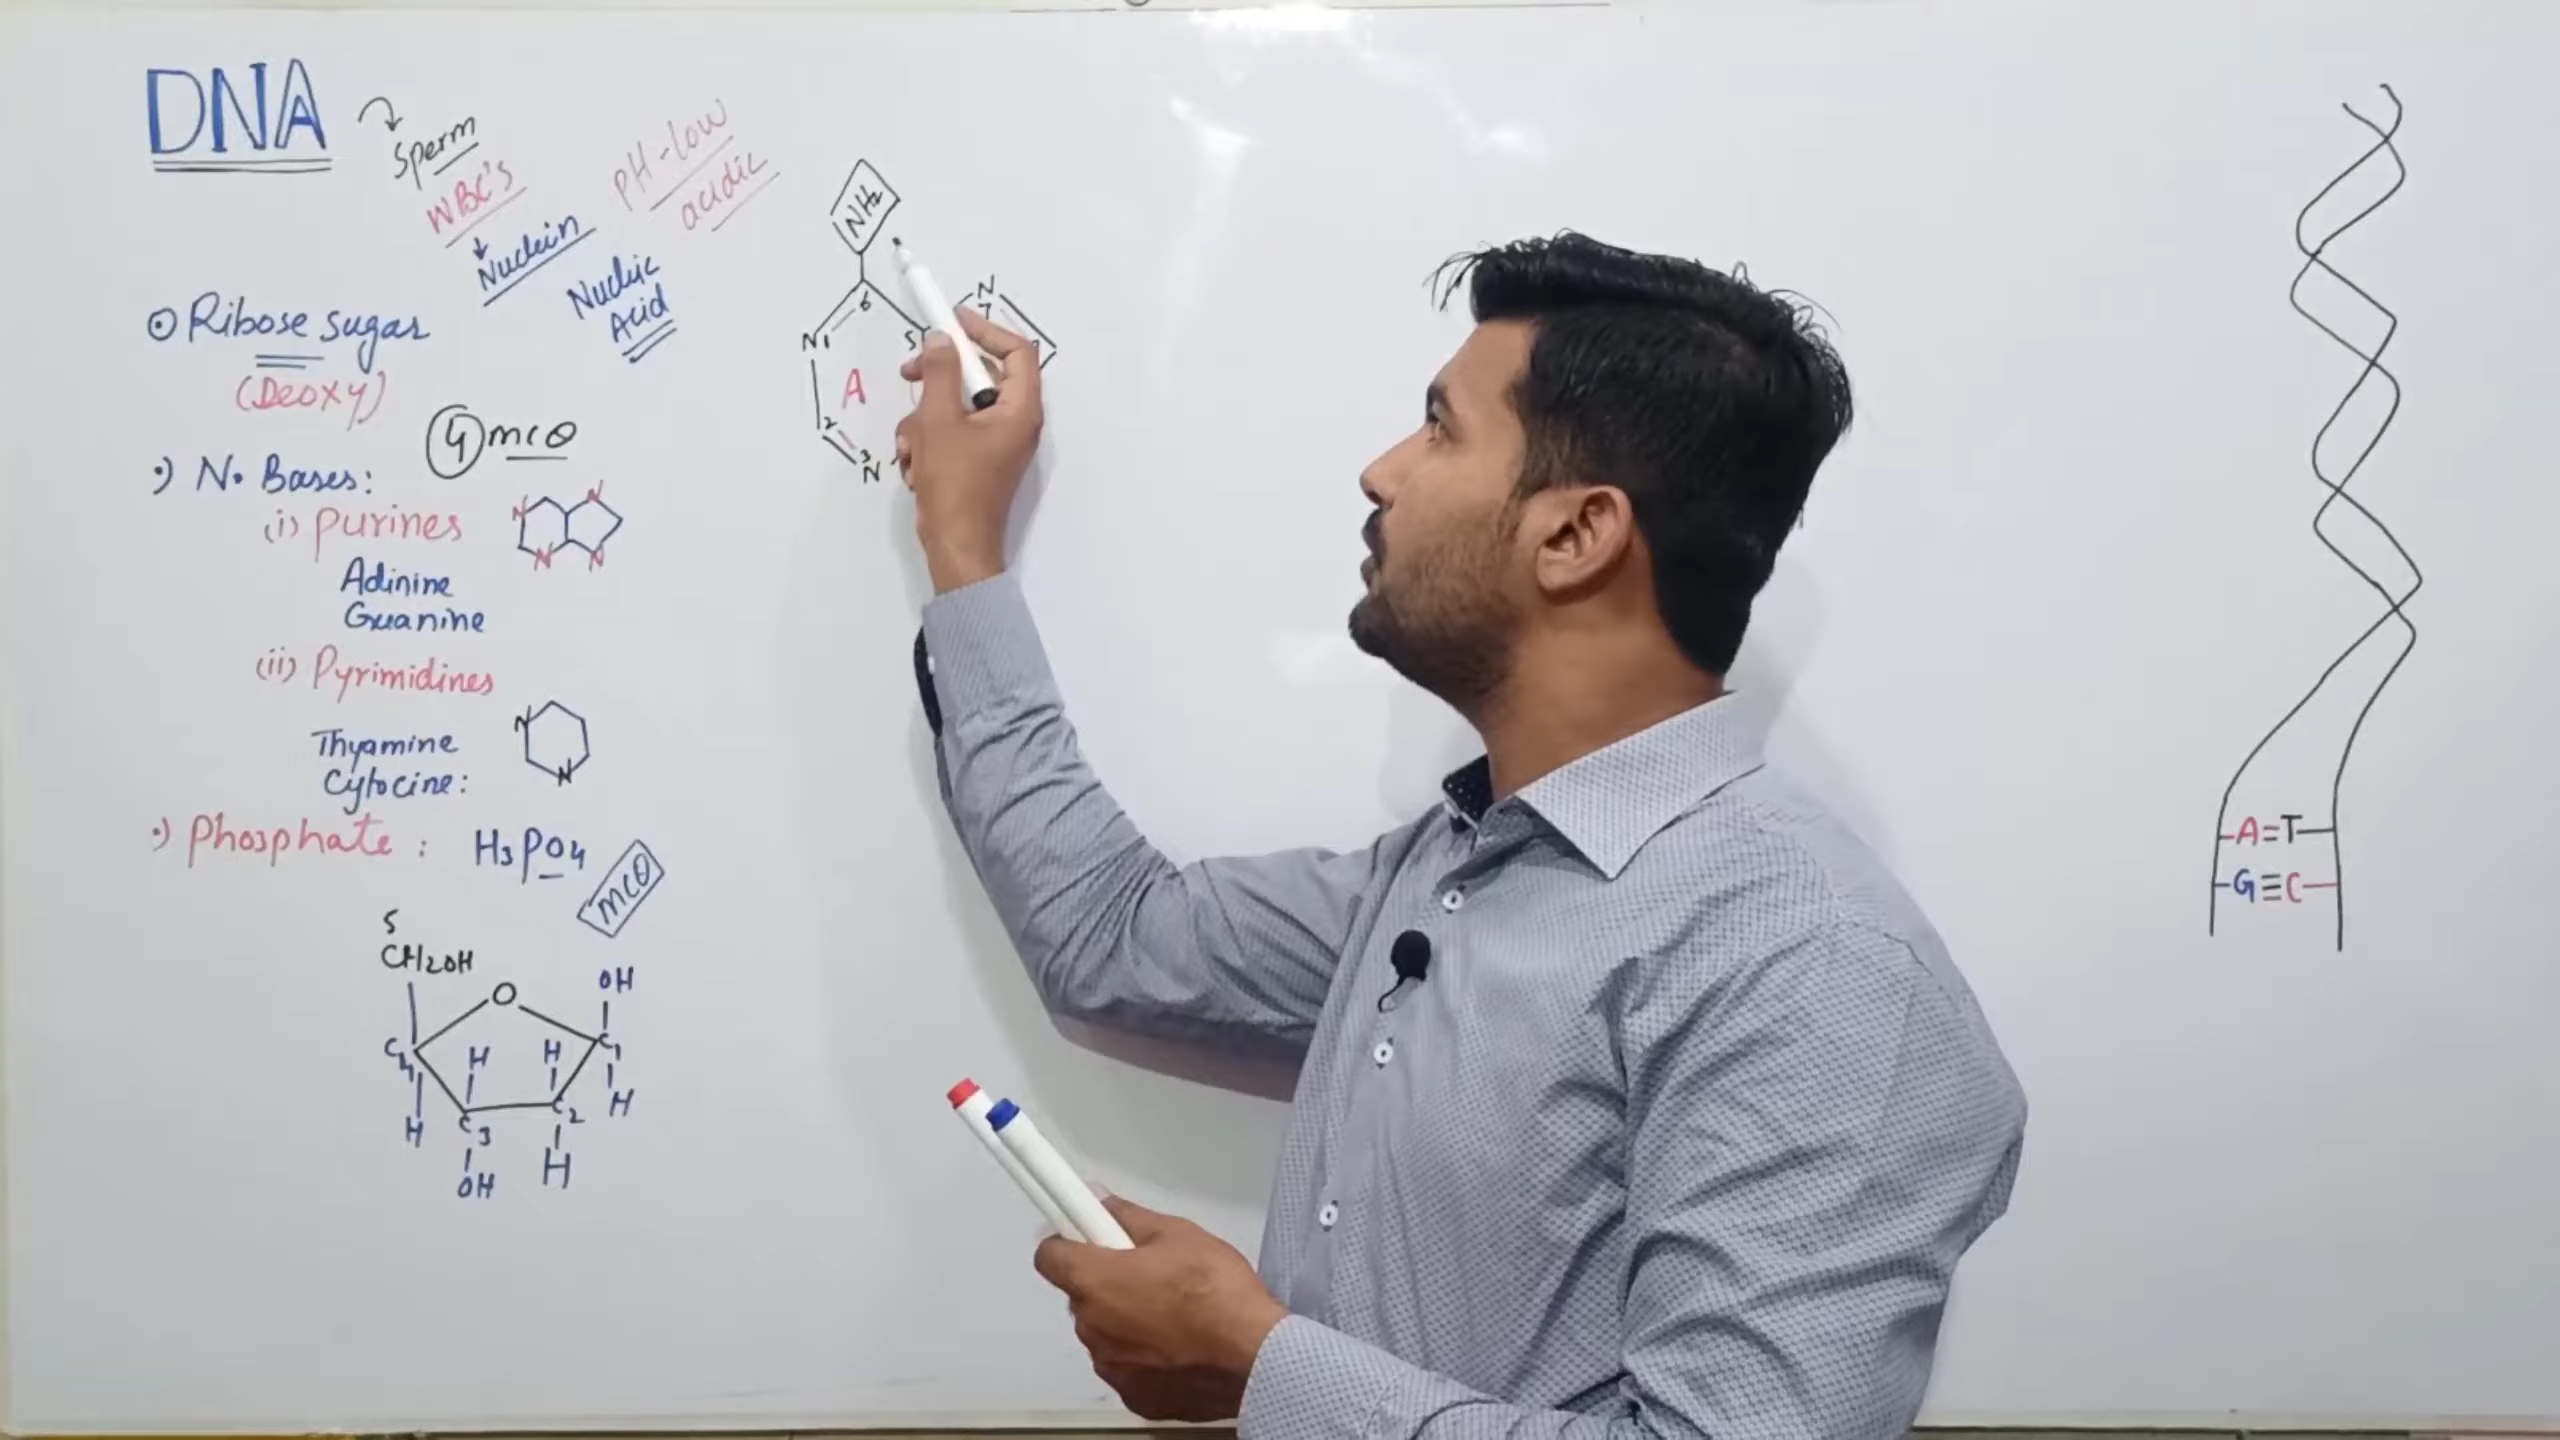 DNA
Sperm
WBC's
Nuclein
pH-low
acidic
Nucleic
Acid
Ribose sugar
(Deoxy)
4 mcQ
N. Bases:
(i) Purines
N N
N N
Adinine
Guanine
(ii) Pyrimidines
N
N
Thyamine
Cytocine:
Phosphate : H3PO4
MCQ
5
CH2OH
O
OH
C4
H
H
C1
H
C3
C2
H
OH
H
NH2
6
N
7
N1
5
A
2
3
N
A=T
G≡C